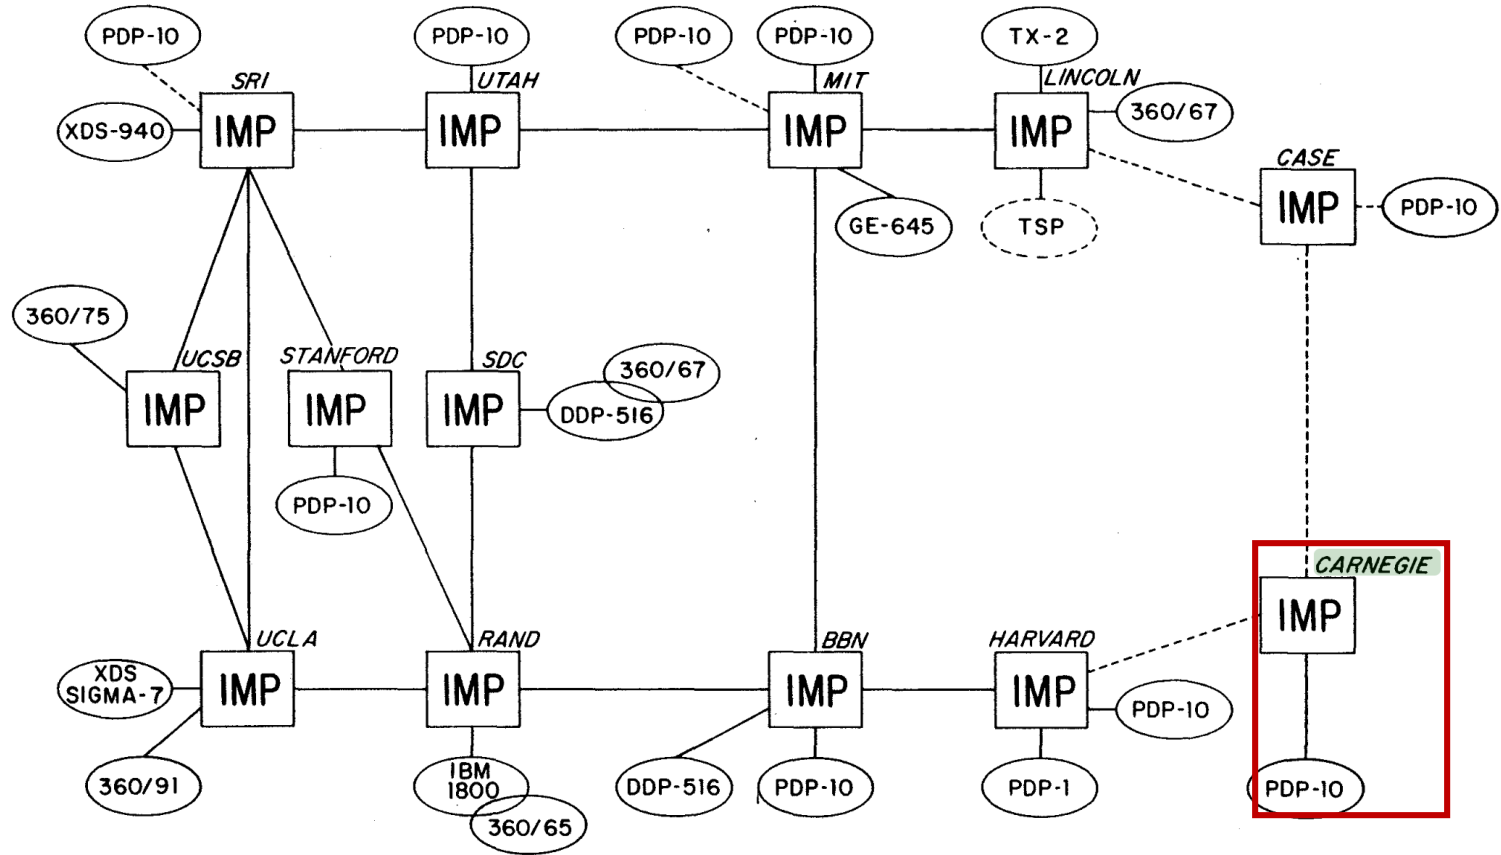 PDP-10
PDP-10
PDP-10
PDP-10
TX-2
SRI
UTAH
MIT
LINCOLN
XDS-940
IMP
IMP
IMP
IMP
360/67
CASE
IMP
PDP-10
GE-645
TSP
360/75
UCSB
STANFORD
SDC
360/67
IMP
IMP
IMP
DDP-516
PDP-10
CARNEGIE
IMP
UCLA
RAND
BBN
HARVARD
XDS
SIGMA-7
IMP
IMP
IMP
IMP
PDP-10
360/91
IBM
1800
360/65
DDP-516
PDP-10
PDP-1
PDP-10